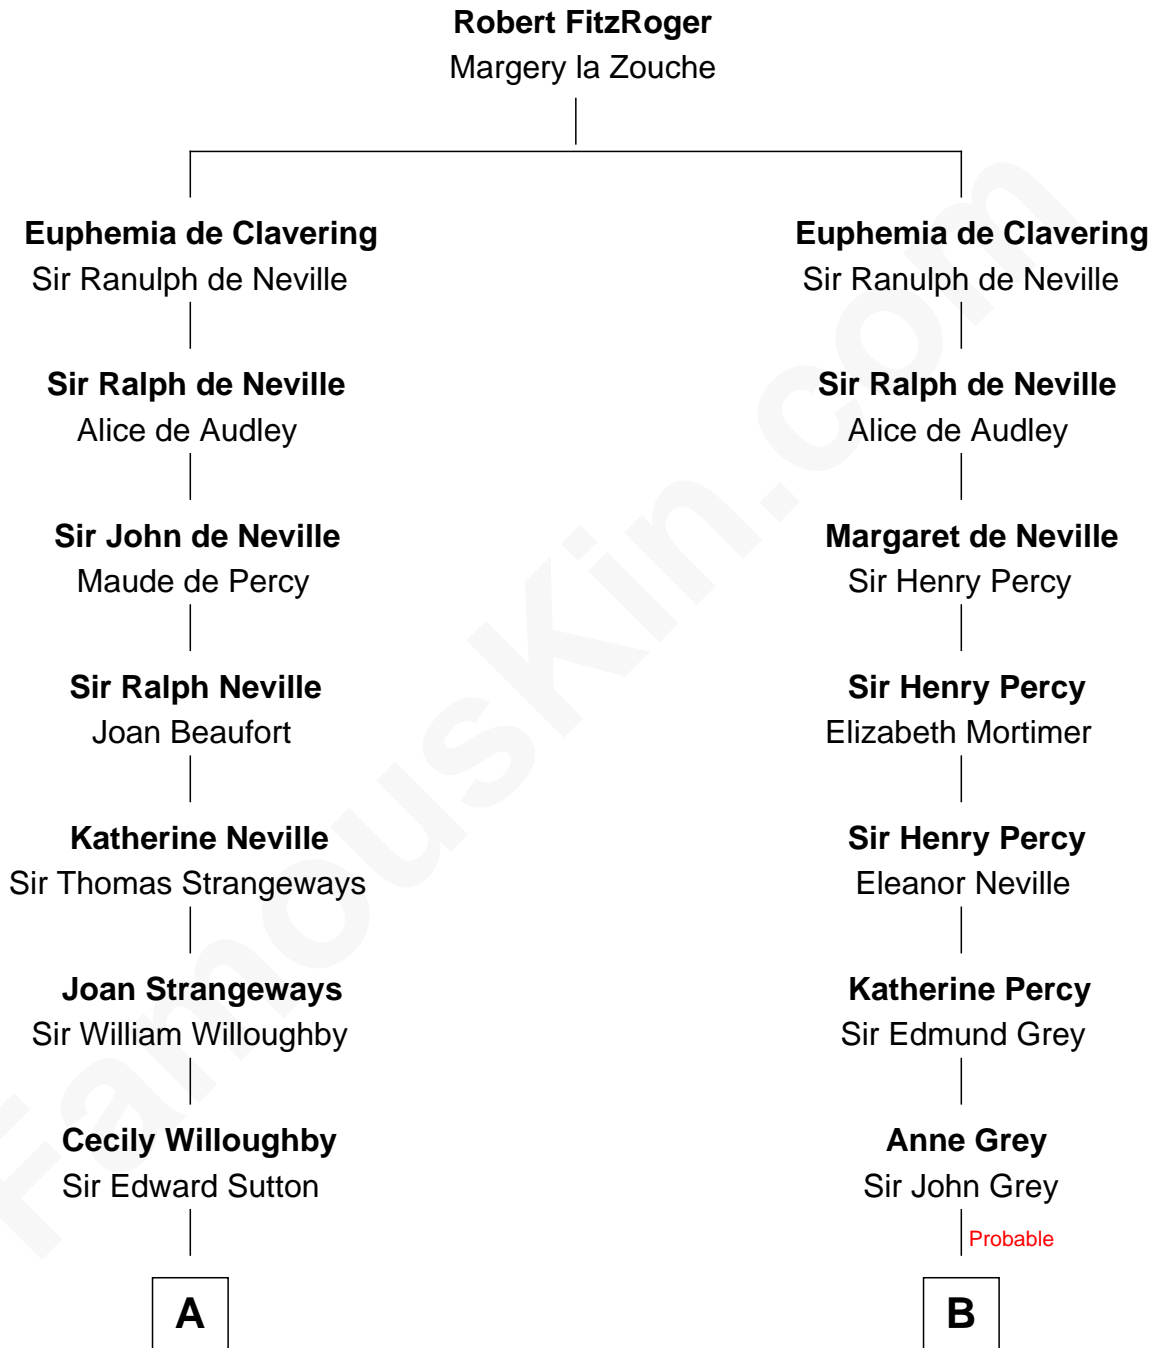 Robert FitzRoger
Margery la Zouche
Euphemia de Clavering
Sir Ranulph de Neville
Sir Ralph de Neville
Alice de Audley
Sir John de Neville
Maude de Percy
Sir Ralph Neville
Joan Beaufort
Katherine Neville
Sir Thomas Strangeways
Joan Strangeways
Sir William Willoughby
Cecily Willoughby
Sir Edward Sutton
A
Euphemia de Clavering
Sir Ranulph de Neville
Sir Ralph de Neville
Alice de Audley
Margaret de Neville
Sir Henry Percy
Sir Henry Percy
Elizabeth Mortimer
Sir Henry Percy
Eleanor Neville
Katherine Percy
Sir Edmund Grey
Anne Grey
Sir John Grey
Probable
B
FamousKin.com